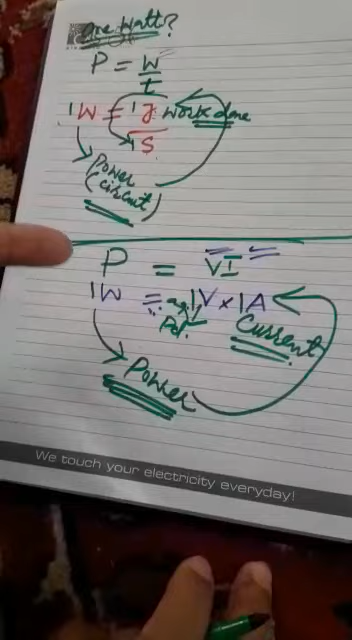 One Watt?
P = W
t
1W = 1J work done
1S
Power
(circuit)
P = VI
1W = 1V x 1A
Current
Power
We touch your electricity everyday!